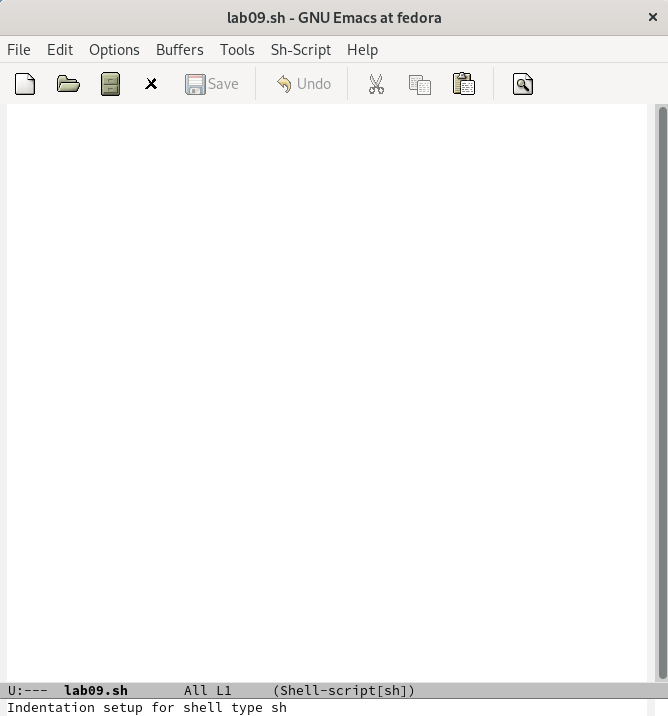 lab09.sh - GNU Emacs at fedora
File Edit Options Buffers Tools Sh-Script Help
Save Undo
U:--- lab09.sh All L1 (Shell-script[sh])
Indentation setup for shell type sh